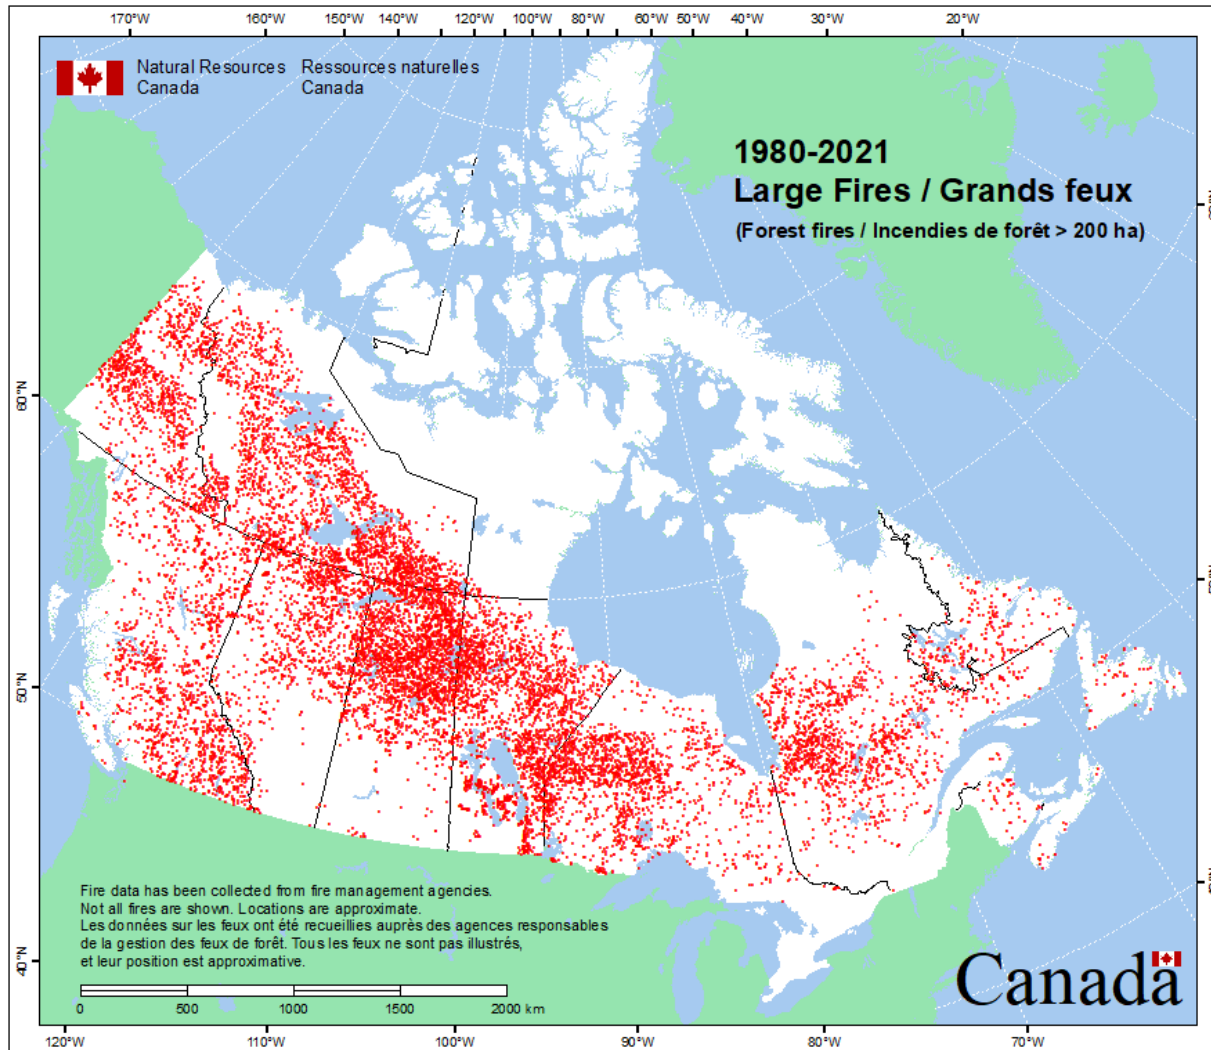 170°W 160°W 150°W 140°W 120°W 100°W 80°W 60°W 50°W 40°W 30°W 20°W
Natural Resources Ressources naturelles
Canada Canada
1980-2021
Large Fires / Grands feux
(Forest fires / Incendies de forêt > 200 ha)
60°N
50°N
40°N
Fire data has been collected from fire management agencies.
Not all fires are shown. Locations are approximate.
Les données sur les feux ont été recueillies auprès des agences responsables
de la gestion des feux de forêt. Tous les feux ne sont pas illustrés,
et leur position est approximative.
0 500 1000 1500 2000 km
Canada
120°W 110°W 100°W 90°W 80°W 70°W